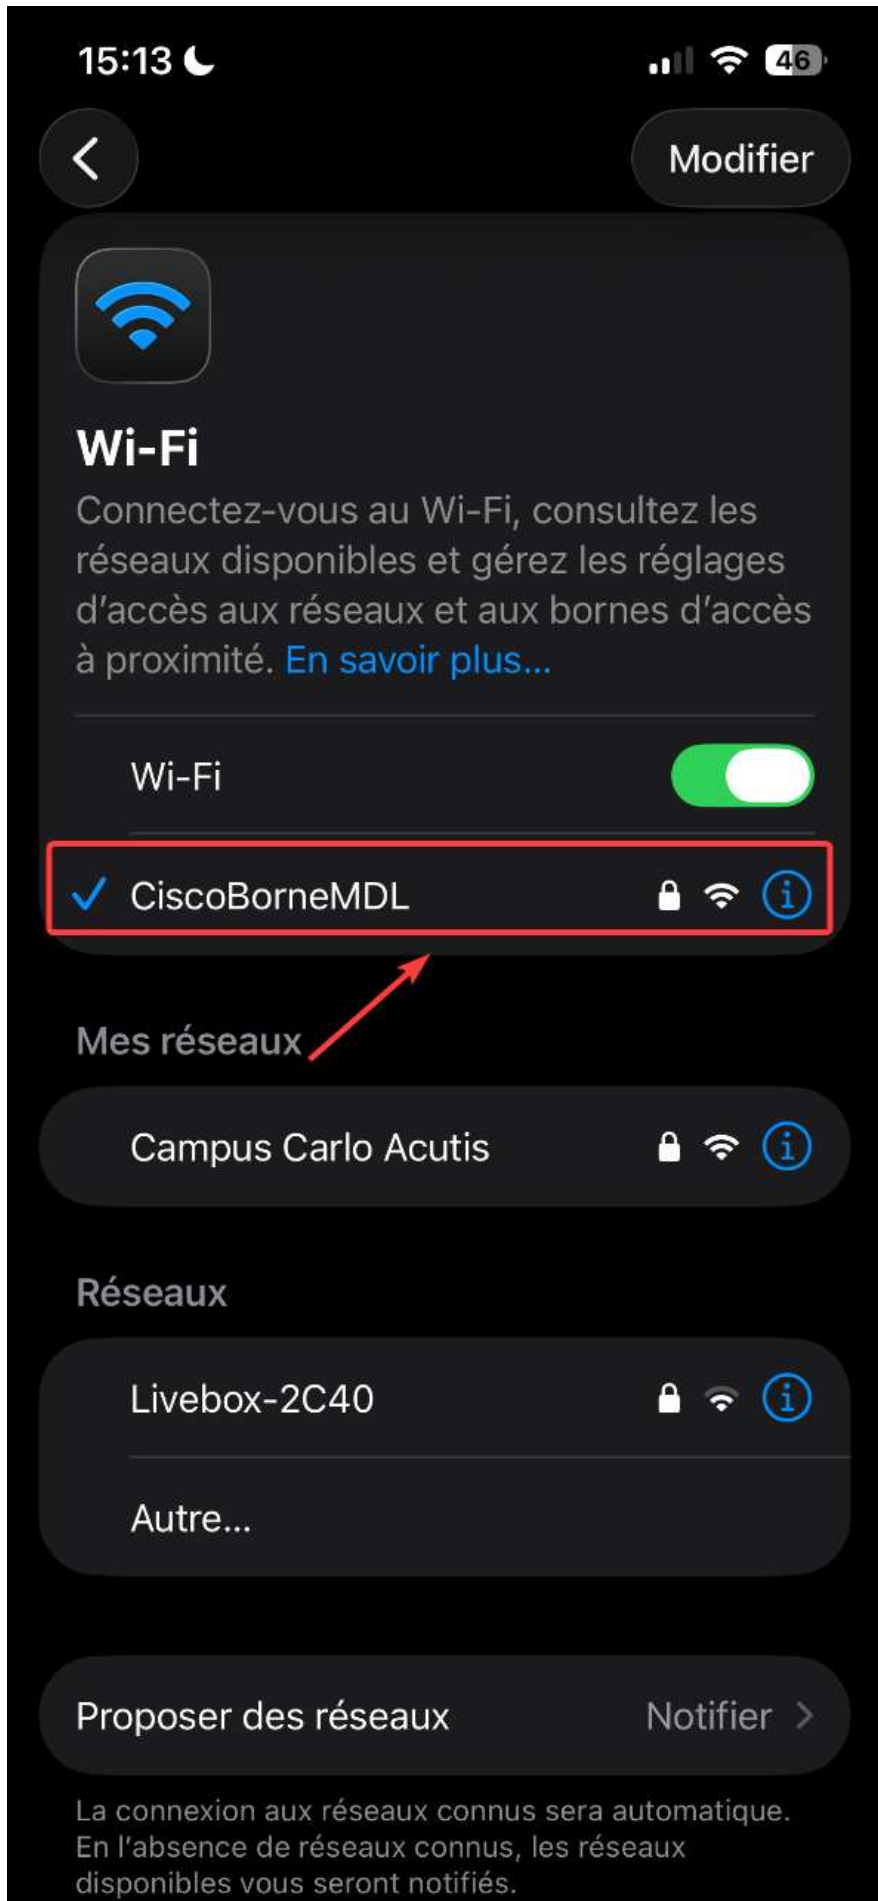 15:13
46
Modifier
Wi-Fi
Connectez-vous au Wi-Fi, consultez les
réseaux disponibles et gérez les réglages
d’accès aux réseaux et aux bornes d’accès
à proximité. En savoir plus...
Wi-Fi
CiscoBorneMDL
Mes réseaux
Campus Carlo Acutis
Réseaux
Livebox-2C40
Autre...
Proposer des réseaux Notifier
La connexion aux réseaux connus sera automatique.
En l’absence de réseaux connus, les réseaux
disponibles vous seront notifiés.